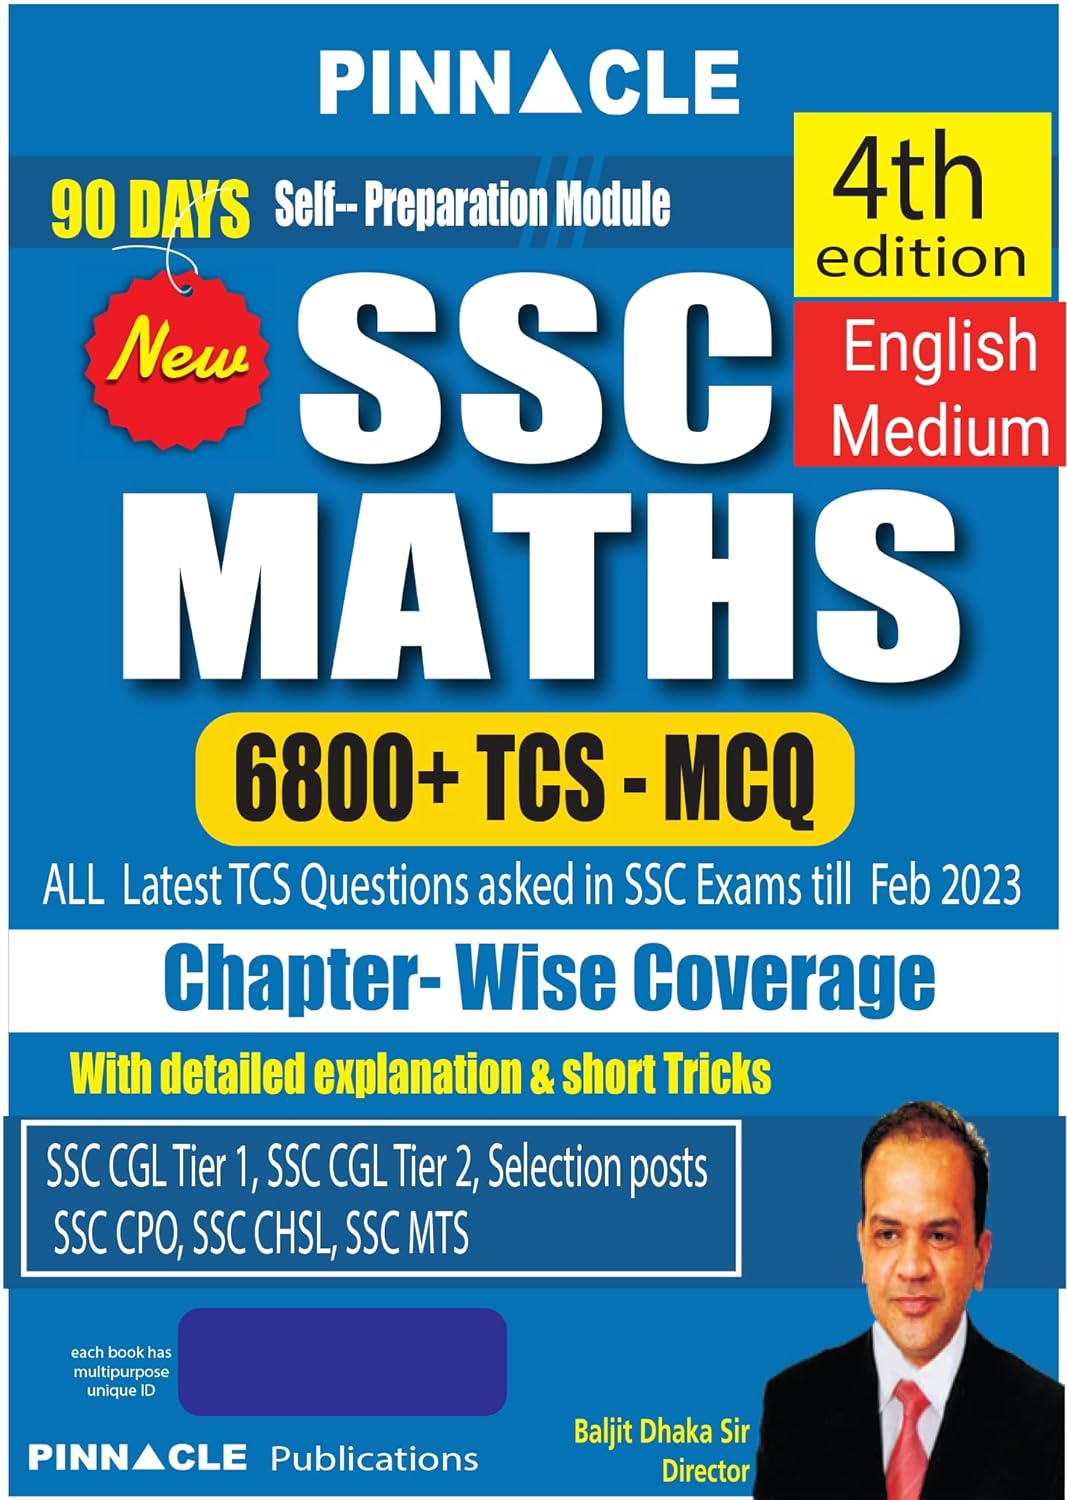 PINNACLE
90 DAYS Self-- Preparation Module
4th
edition
New
English
Medium
SSC
MATHS
6800+ TCS - MCQ
ALL Latest TCS Questions asked in SSC Exams till Feb 2023
Chapter- Wise Coverage
With detailed explanation & short Tricks
SSC CGL Tier 1, SSC CGL Tier 2, Selection posts
SSC CPO, SSC CHSL, SSC MTS
each book has
multipurpose
unique ID
Baljit Dhaka Sir
Director
PINNACLE Publications